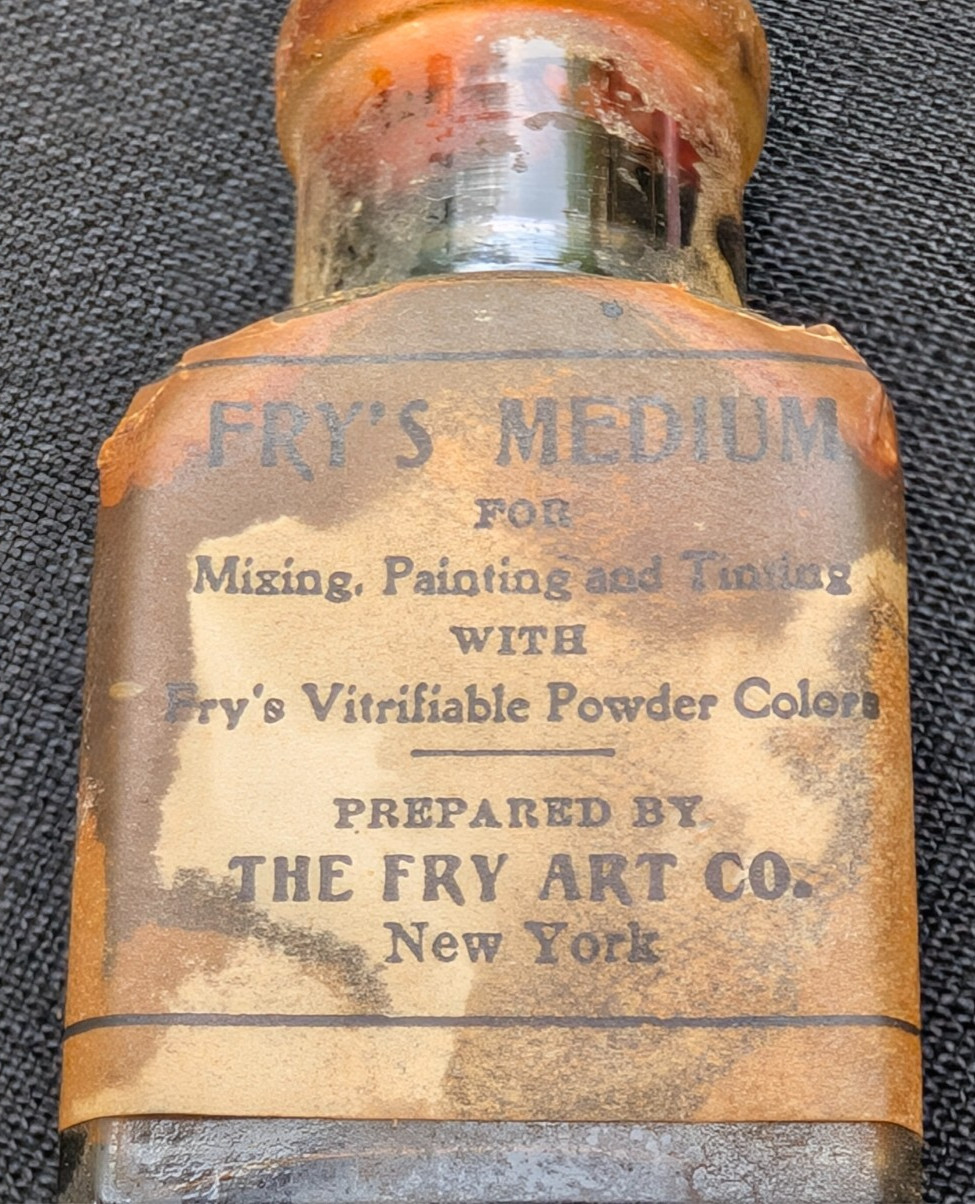 FRY'S MEDIUM
FOR
Mixing, Painting and Tinting
WITH
Fry's Vitrifiable Powder Colors
PREPARED BY
THE FRY ART CO.
New York